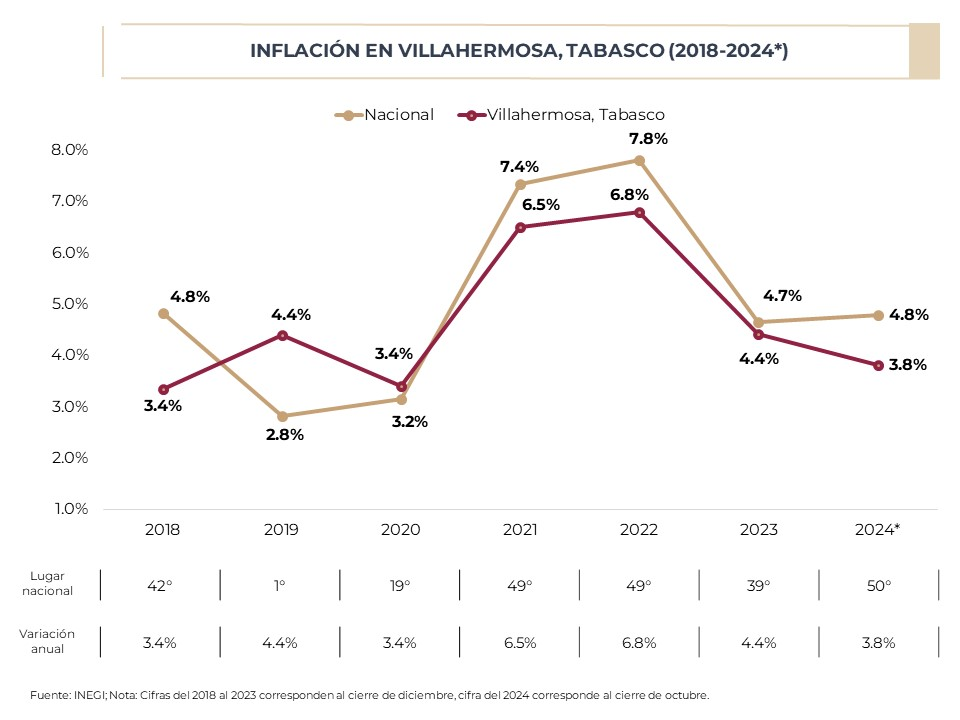 INFLACIÓN EN VILLAHERMOSA, TABASCO (2018-2024*)
Nacional
Villahermosa, Tabasco
8.0%
7.0%
6.0%
5.0%
4.0%
3.0%
2.0%
1.0%
4.8%
2.8%
3.2%
7.4%
7.8%
4.7%
4.8%
3.4%
4.4%
3.4%
6.5%
6.8%
4.4%
3.8%
2018 2019 2020 2021 2022 2023 2024*
Lugar
nacional
42° 1° 19° 49° 49° 39° 50°
Variación
anual
3.4% 4.4% 3.4% 6.5% 6.8% 4.4% 3.8%
Fuente: INEGI; Nota: Cifras del 2018 al 2023 corresponden al cierre de diciembre, cifra del 2024 corresponde al cierre de octubre.